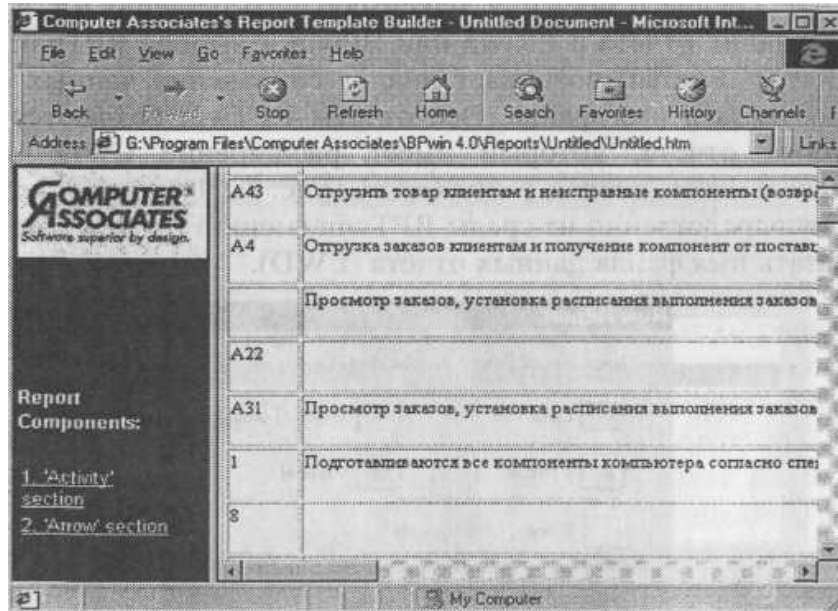 Computer Associates's Report Template Builder - Untitled Document - Microsoft Int...
File Edit View Go Favorites Help
Back Forward Stop Refresh Home Search Favorites History Channels
Address G:\Program Files\Computer Associates\BPwin 4.0\Reports\Untitled\Untitled.htm Links
COMPUTER
ASSOCIATES
Software superior by design.
Report
Components:
1. 'Activity'
section
2. 'Arrow' section
A43 Отгрузить товар клиентам и неисправные компоненты (возвра
A4 Отгрузка заказов клиентам и получение компонент от постав
Просмотр заказов, установка расписания выполнения заказов
A22
A31 Просмотр заказов, установка расписания выполнения заказов
1 Подготавливаются все компоненты компьютера согласно спе
8
My Computer